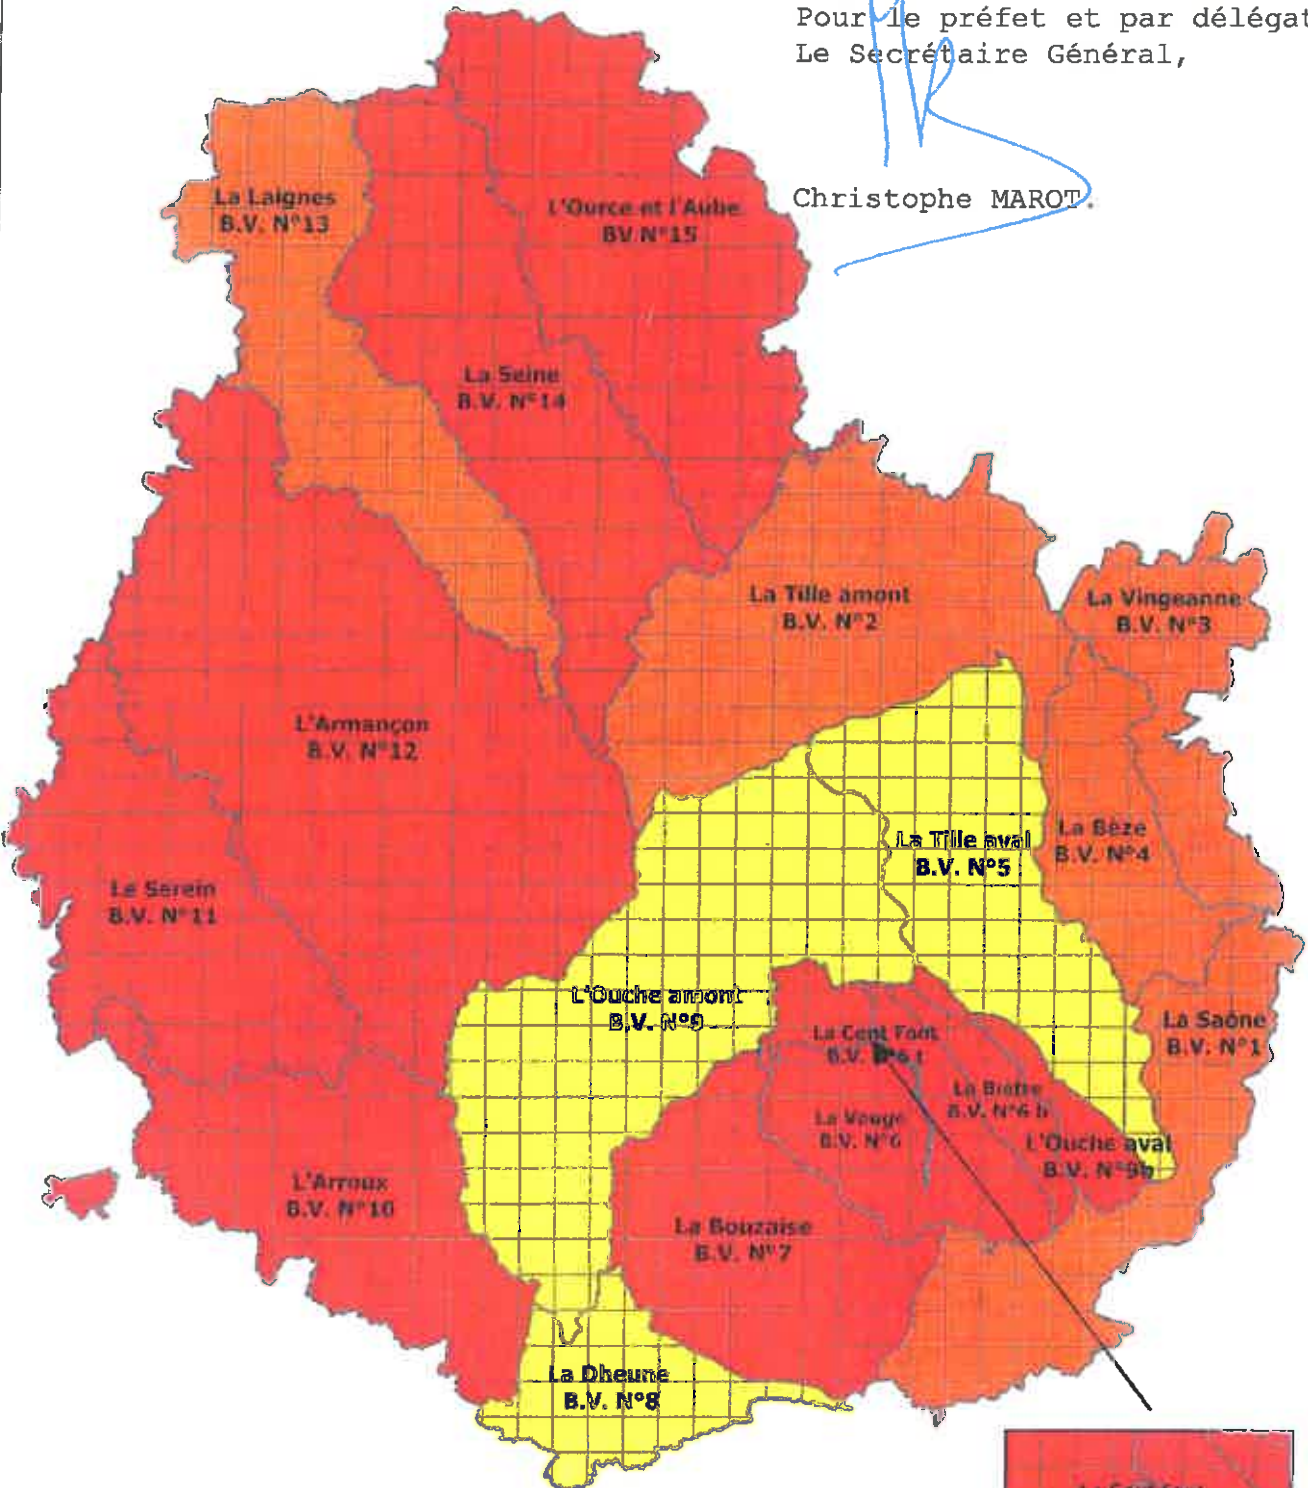 Pour le préfet et par délégat
Le Secrétaire Général,
Christophe MAROT.
La Laignes
B.V. N°13
L'Ource et l'Aube
BV N°15
La Seine
B.V. N°14
La Tille amont
B.V. N°2
La Vingeanne
B.V. N°3
L'Armançon
B.V. N°12
La Tille aval
B.V. N°5
La Bèze
B.V. N°4
Le Serein
B.V. N°11
L'Ouche amont
B.V. N°9
La Cent Font
B.V.
La Saône
B.V. N°1
La Biètre
B.V. N°6 b
La Vouge
B.V. N°6
L'Ouche aval
B.V. N°9b
L'Arroux
B.V. N°10
La Bouzaise
B.V. N°7
La Dheune
B.V. N°8